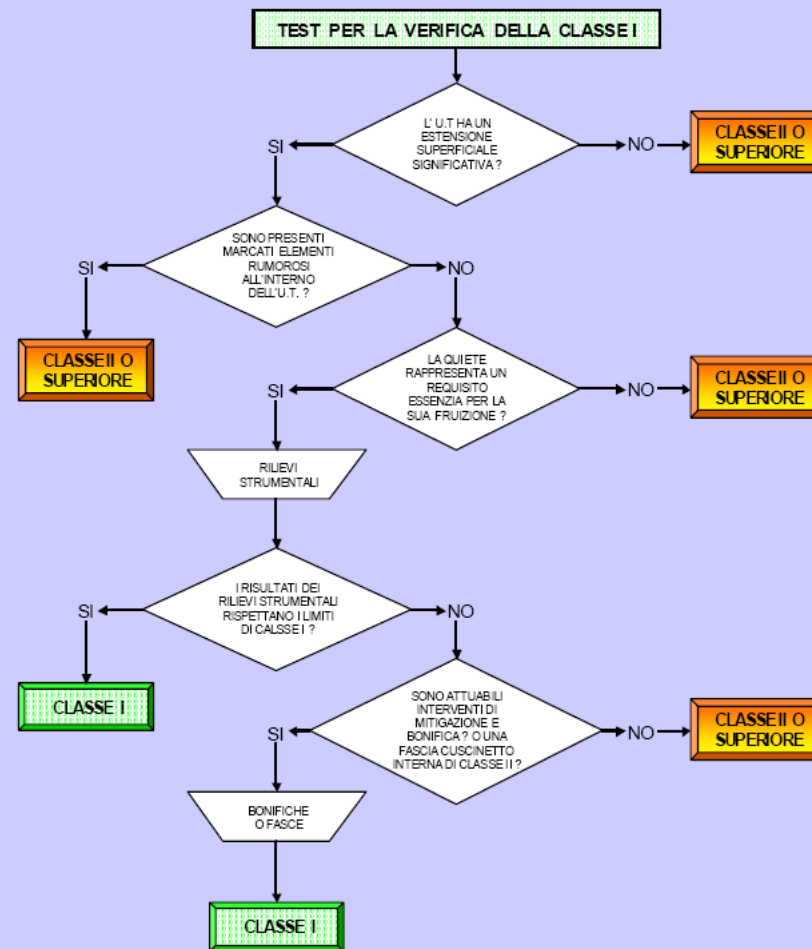 TEST PER LA VERIFICA DELLA CLASSE I
L' U.T HA UN
ESTENSIONE
SUPERFICIALE
SIGNIFICATIVA ?
SI
NO
CLASSE II O
SUPERIORE
SONO PRESENTI
MARCATI ELEMENTI
RUMOROSI
ALL'INTERNO
DELL'U.T. ?
SI
NO
CLASSE II O
SUPERIORE
LA QUIETE
RAPPRESENTA UN
REQUISITO
ESSENZIA PER LA
SUA FRUIZIONE ?
SI
NO
CLASSE II O
SUPERIORE
RILIEVI
STRUMENTALI
I RISULTATI DEI
RILIEVI STRUMENTALI
RISPETTANO I LIMITI
DI CALSSE I ?
SI
NO
CLASSE I
SONO ATTUABILI
INTERVENTI DI
MITIGAZIONE E
BONIFICA ? O UNA
FASCIA CUSCINETTO
INTERNA DI CLASSE II ?
SI
NO
CLASSE II O
SUPERIORE
BONIFICHE
O FASCE
CLASSE I